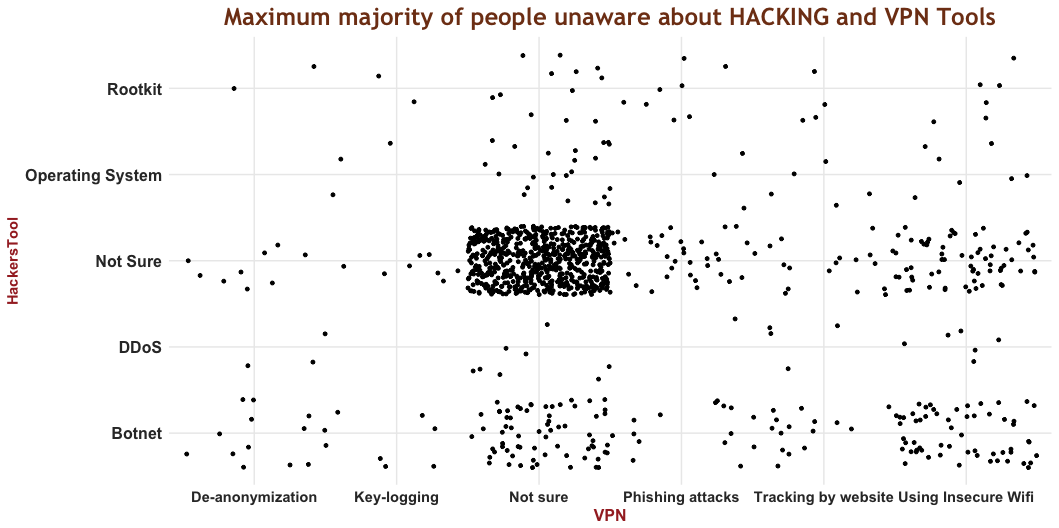 Maximum majority of people unaware about HACKING and VPN Tools
Rootkit
Operating System
Not Sure
DDoS
Botnet
HackersTool
De-anonymization Key-logging Not sure Phishing attacks Tracking by website Using Insecure Wifi
VPN